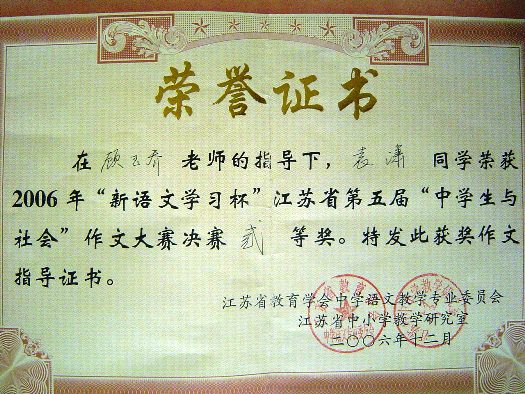 荣誉证书
在 顾玉乔 老师的指导下，袁潇 同学荣获
2006年“新语文学习杯”江苏省第五届“中学生与
社会”作文大赛决赛 贰 等奖。特发此获奖作文
指导证书。
江苏省教育学会中学语文教学专业委员会
江苏省中小学教学研究室
二〇〇六年十二月